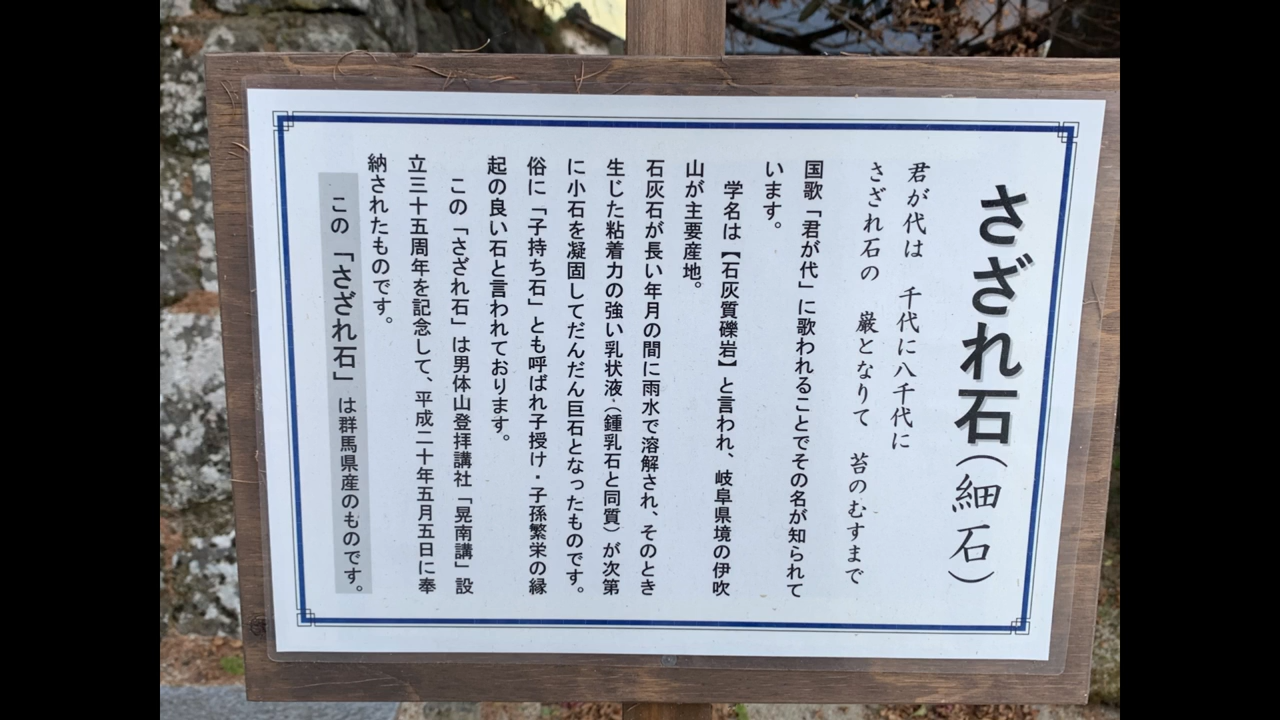 さざれ石(細石)
君が代は 千代に八千代に
さざれ石の 巌となりて 苔のむすまで
国歌「君が代」に歌われることでその名が知られて
います。
学名は【石灰質礫岩】と言われ、岐阜県境の伊吹
山が主要産地。
石灰石が長い年月の間に雨水で溶解され、そのとき
生じた粘着力の強い乳状液(鍾乳石と同質)が次第
に小石を凝固してだんだん巨石となったものです。
俗に「子持ち石」とも呼ばれ子授け・子孫繁栄の縁
起の良い石と言われております。
この「さざれ石」は男体山登拝講社「晃南講」設
立三十五周年を記念して、平成二十年五月五日に奉
納されたものです。
この「さざれ石」は群馬県産のものです。